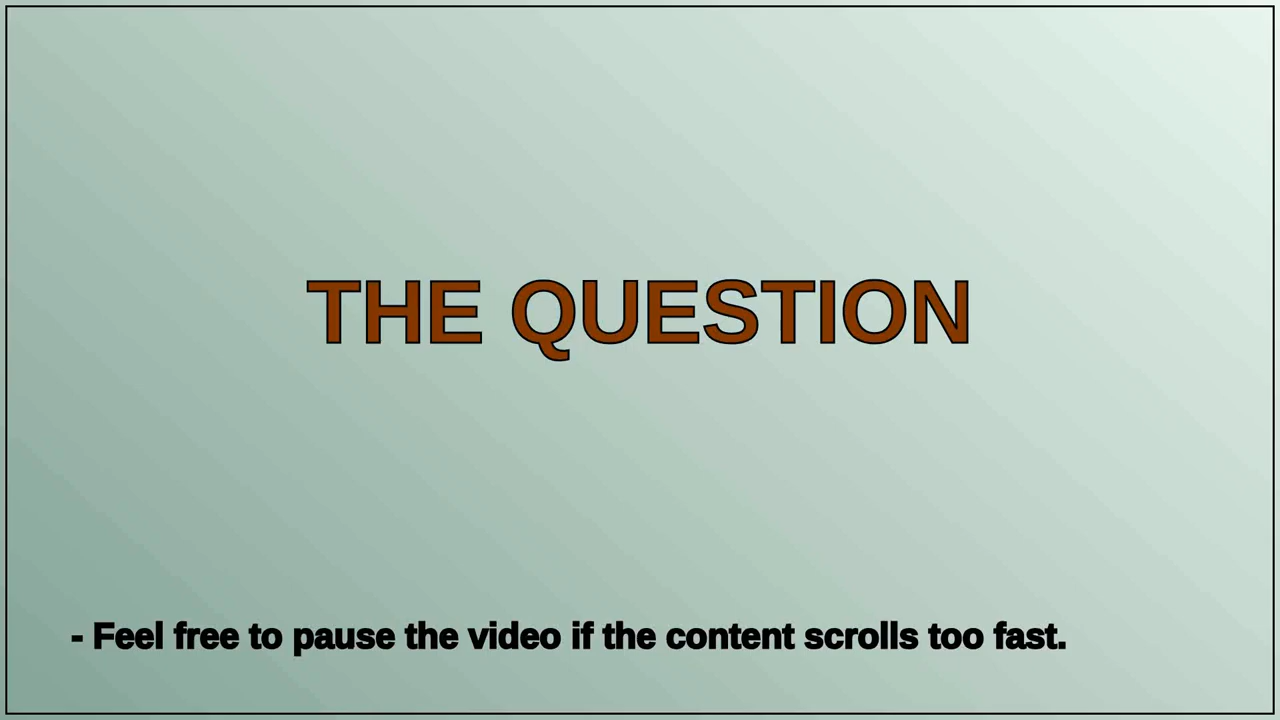 THE QUESTION
- Feel free to pause the video if the content scrolls too fast.